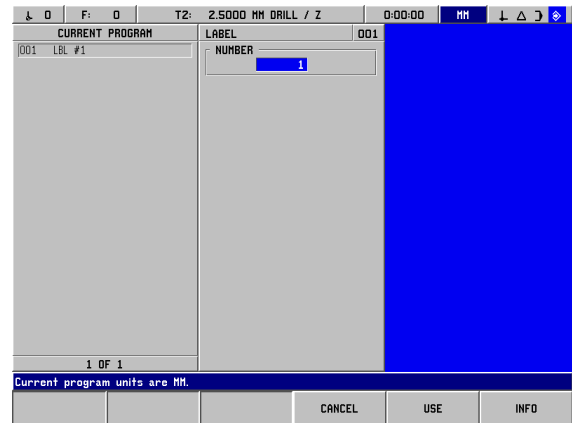 0 F: 0 T2: 2.5000 MM DRILL / Z 0:00:00 MM
CURRENT PROGRAM
001 LBL #1
1 OF 1
LABEL 001
NUMBER
1
Current program units are MM.
CANCEL USE INFO